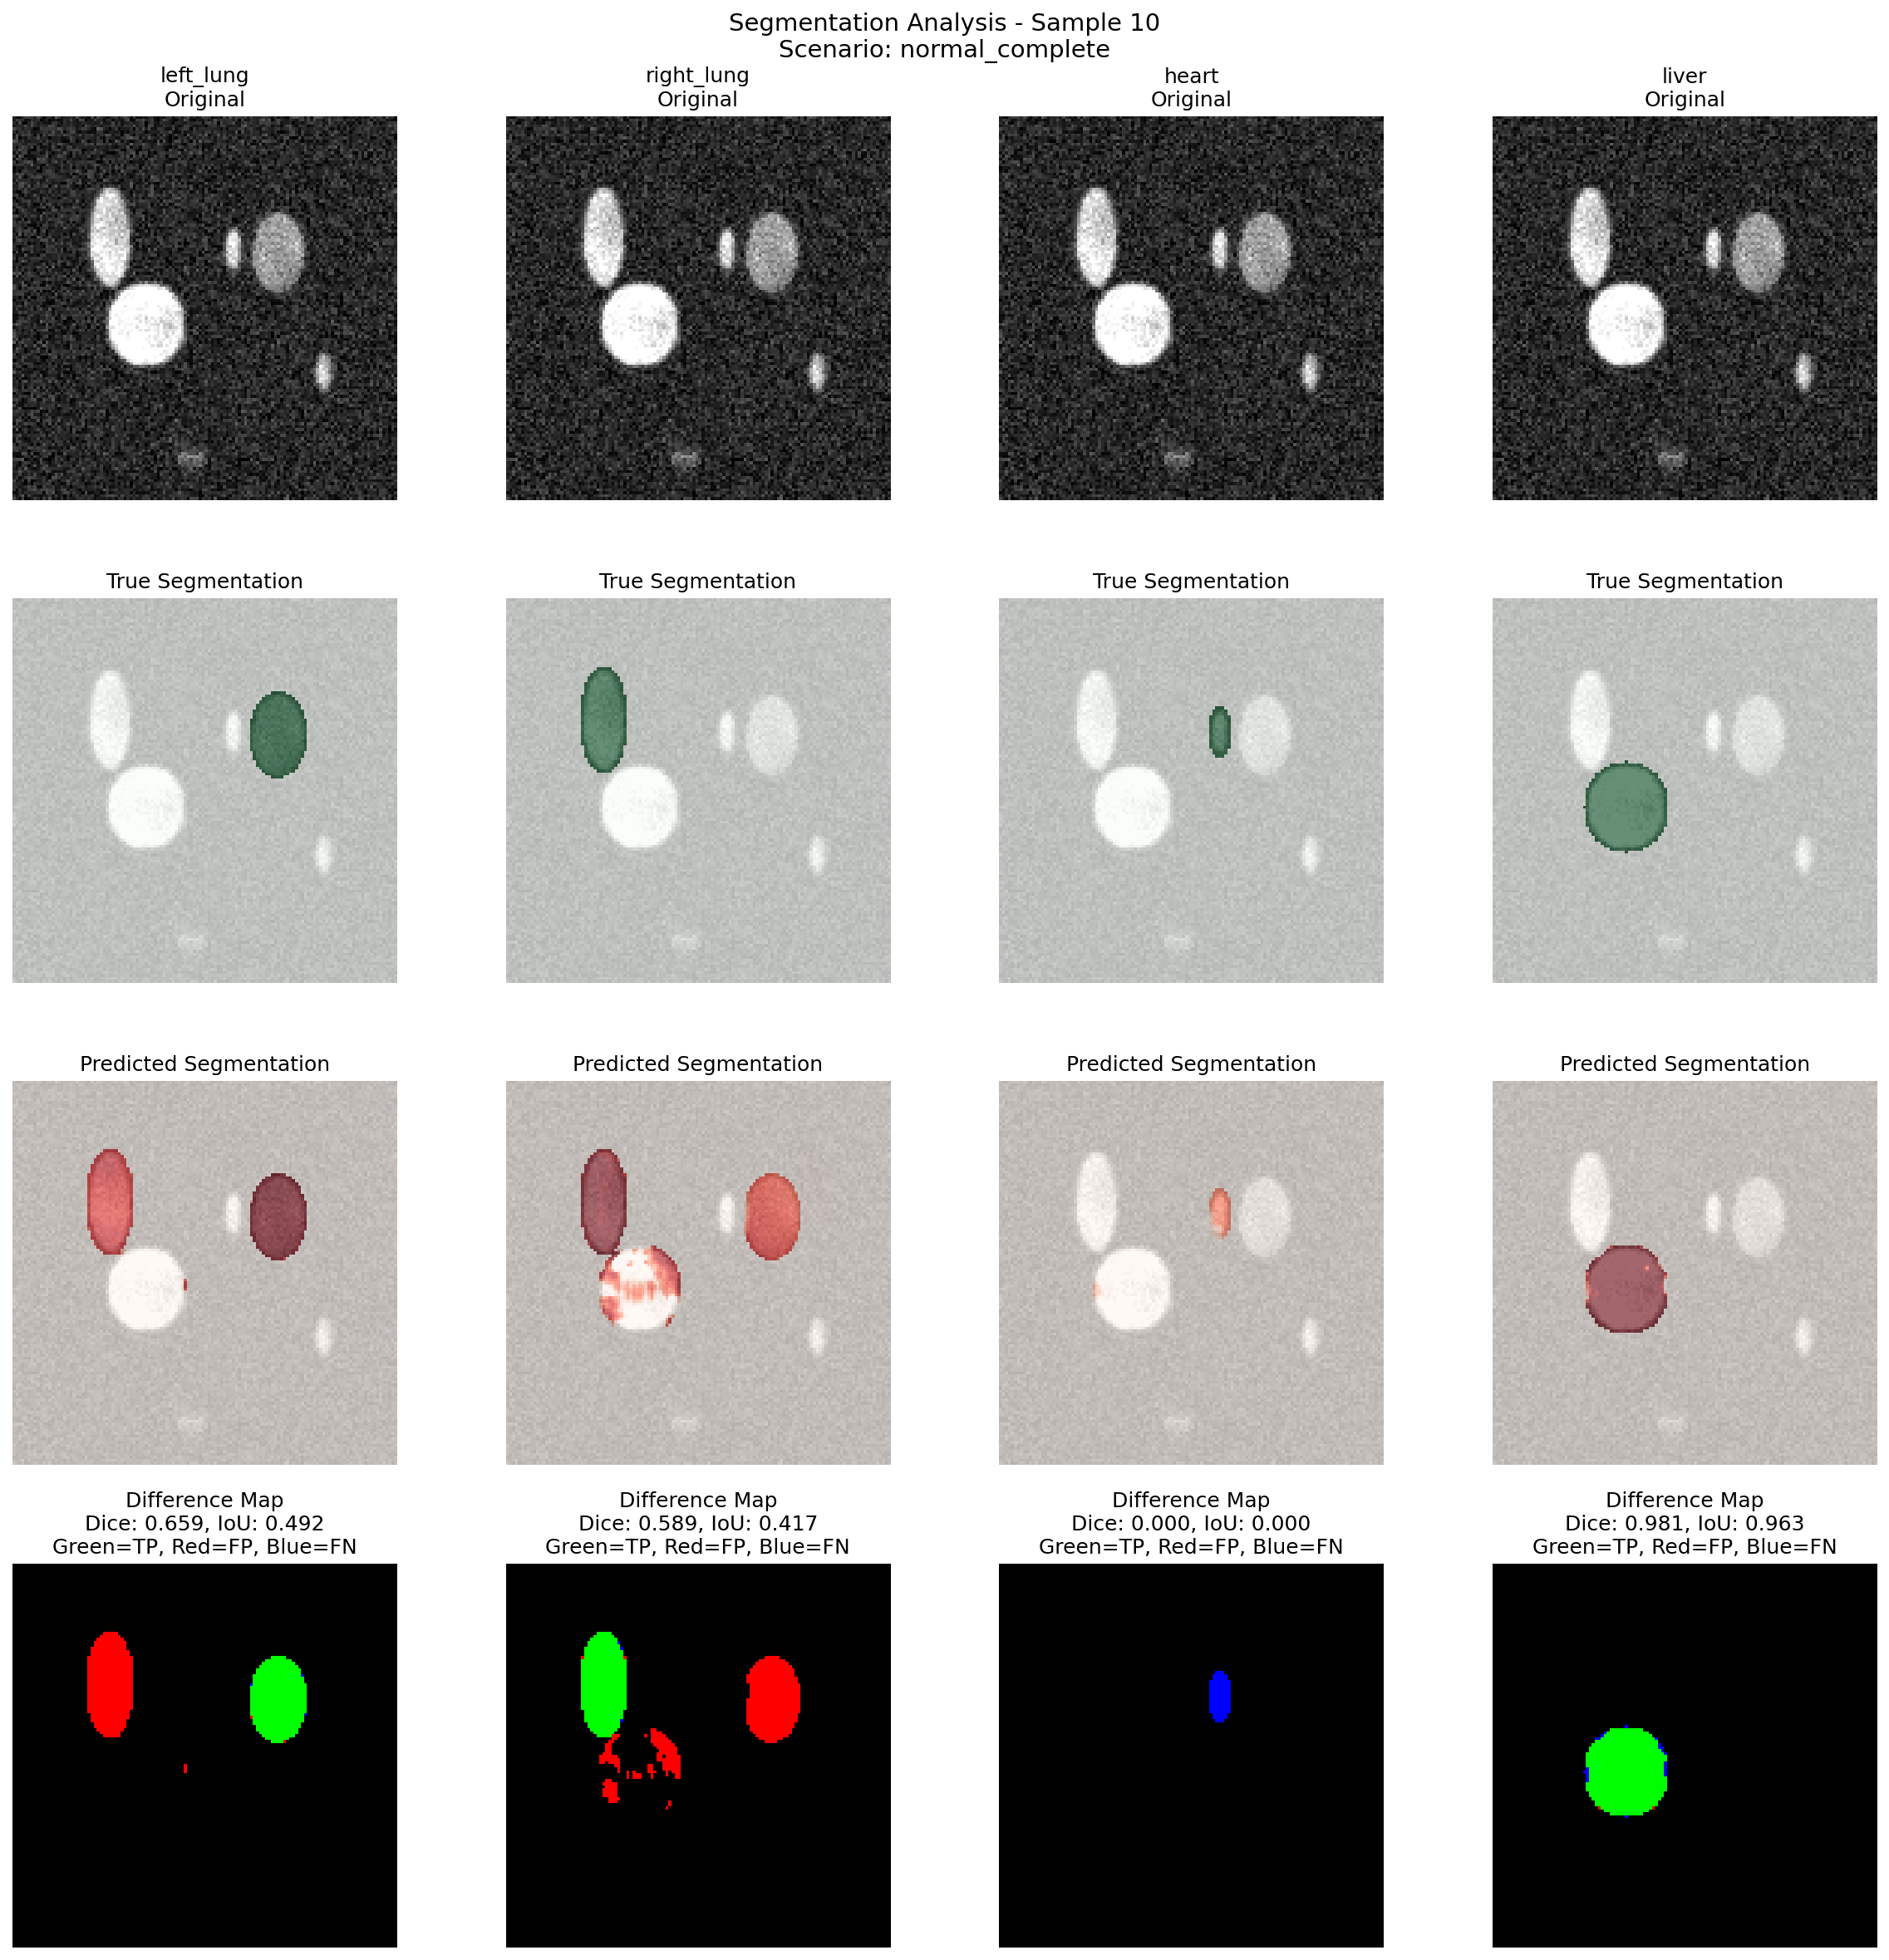 Segmentation Analysis - Sample 10
Scenario: normal_complete
left_lung
Original
right_lung
Original
heart
Original
liver
Original
True Segmentation
True Segmentation
True Segmentation
True Segmentation
Predicted Segmentation
Predicted Segmentation
Predicted Segmentation
Predicted Segmentation
Difference Map
Dice: 0.659, IoU: 0.492
Green=TP, Red=FP, Blue=FN
Difference Map
Dice: 0.589, IoU: 0.417
Green=TP, Red=FP, Blue=FN
Difference Map
Dice: 0.000, IoU: 0.000
Green=TP, Red=FP, Blue=FN
Difference Map
Dice: 0.981, IoU: 0.963
Green=TP, Red=FP, Blue=FN